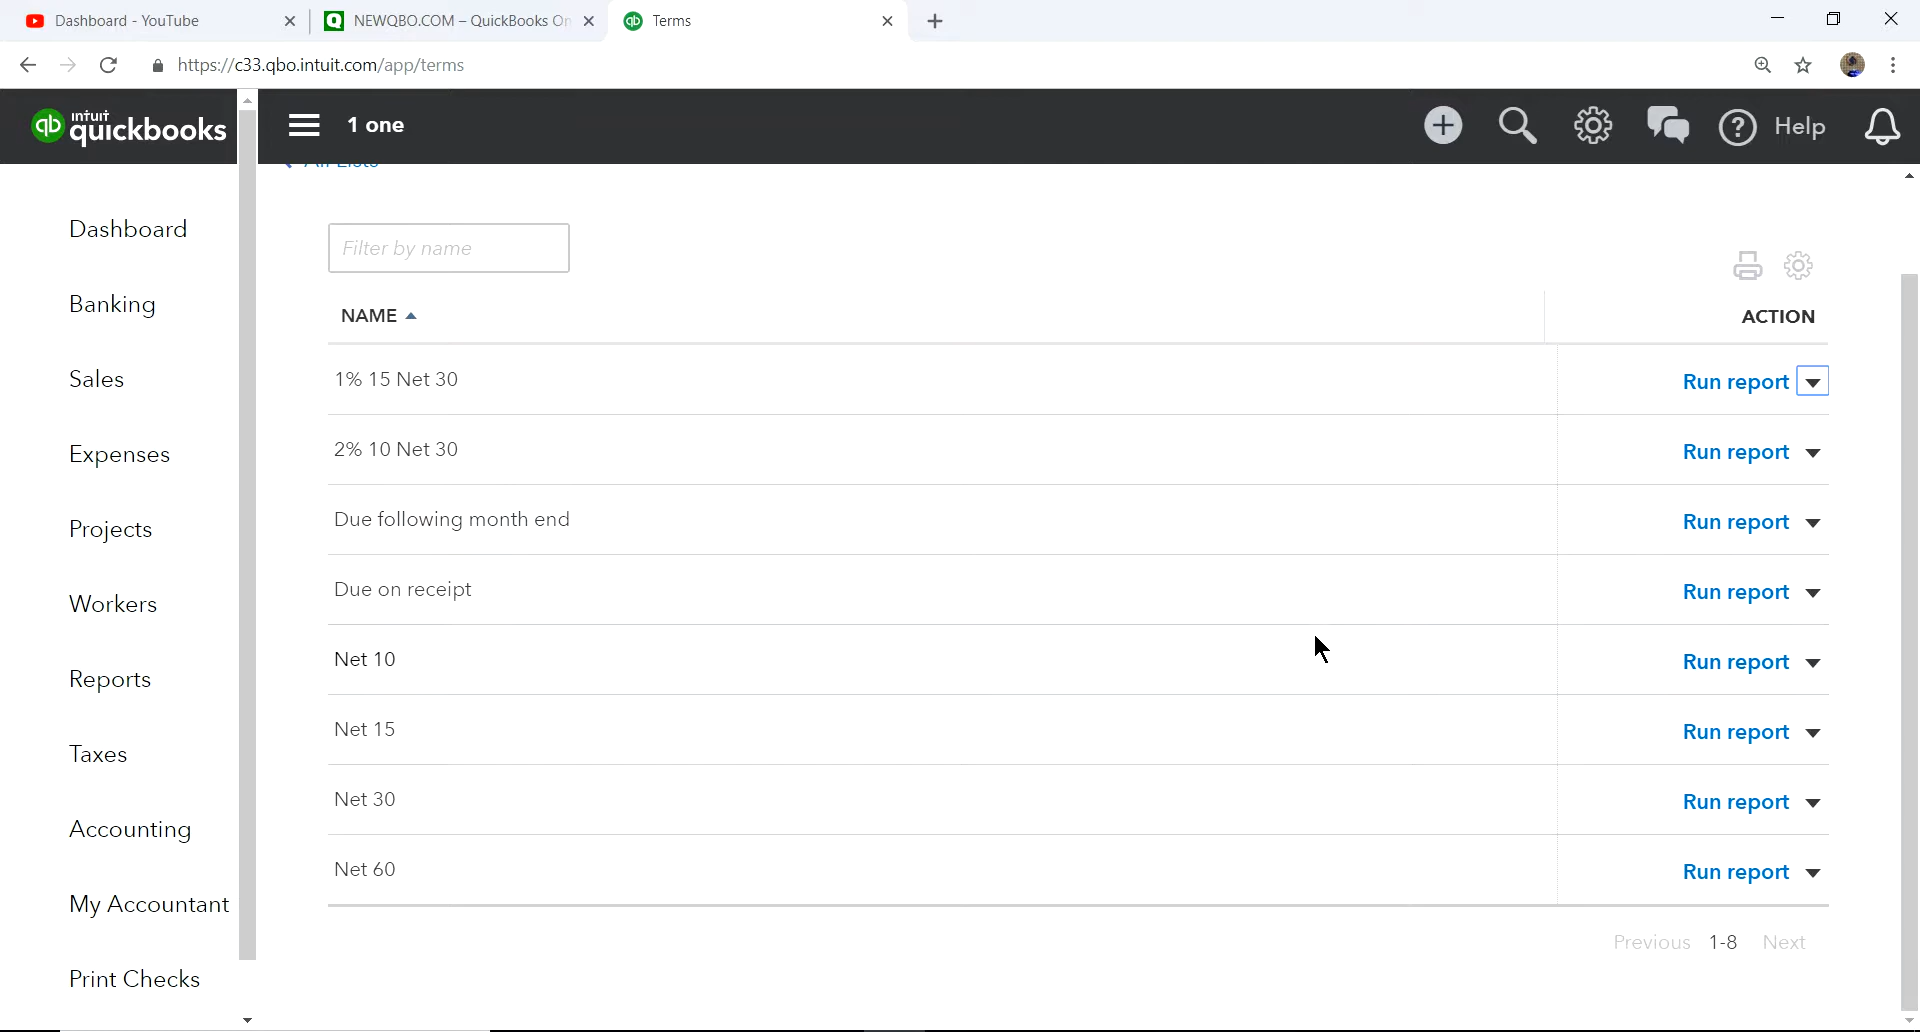 Dashboard - YouTube
NEWQBO.COM – QuickBooks On
Terms
https://c33.qbo.intuit.com/app/terms
qb intuit quickbooks
1 one
Help
All Lists
Dashboard
Banking
Sales
Expenses
Projects
Workers
Reports
Taxes
Accounting
My Accountant
Print Checks
Filter by name
NAME ACTION
1% 15 Net 30 Run report
2% 10 Net 30 Run report
Due following month end Run report
Due on receipt Run report
Net 10 Run report
Net 15 Run report
Net 30 Run report
Net 60 Run report
Previous 1-8 Next